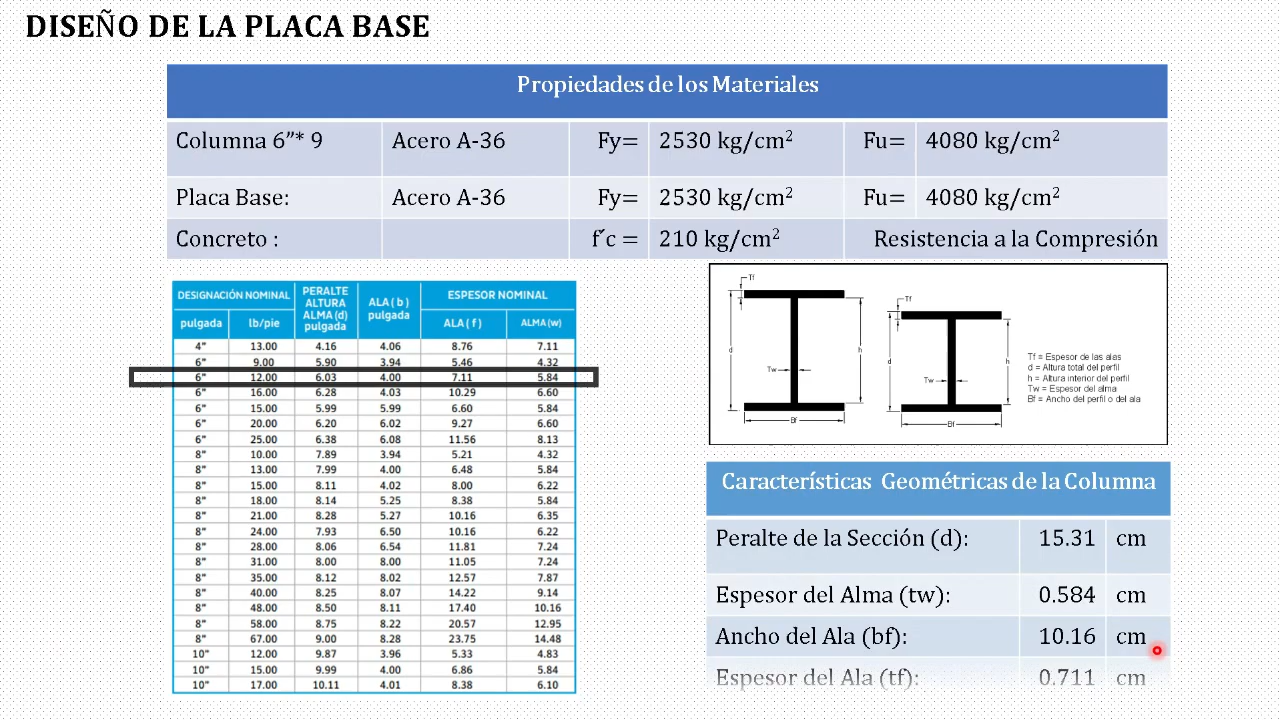 DISEÑO DE LA PLACA BASE
Propiedades de los Materiales
Columna 6”* 9 Acero A-36 Fy= 2530 kg/cm² Fu= 4080 kg/cm²
Placa Base: Acero A-36 Fy= 2530 kg/cm² Fu= 4080 kg/cm²
Concreto : f´c = 210 kg/cm² Resistencia a la Compresión
DESIGNACIÓN NOMINAL PERALTE ALTURA ALMA (d) pulgada ALA ( b ) pulgada ESPESOR NOMINAL
pulgada lb/pie ALA ( f ) ALMA (w)
4" 13.00 4.16 4.06 8.76 7.11
6" 9.00 5.90 3.94 5.46 4.32
6" 12.00 6.03 4.00 7.11 5.84
6" 16.00 6.28 4.03 10.29 6.60
6" 15.00 5.99 5.99 6.60 5.84
6" 20.00 6.20 6.02 9.27 6.60
6" 25.00 6.38 6.08 11.56 8.13
8" 10.00 7.89 3.94 5.21 4.32
8" 13.00 7.99 4.00 6.48 5.84
8" 15.00 8.11 4.02 8.00 6.22
8" 18.00 8.14 5.25 8.38 5.84
8" 21.00 8.28 5.27 10.16 6.35
8" 24.00 7.93 6.50 10.16 6.22
8" 28.00 8.06 6.54 11.81 7.24
8" 31.00 8.00 8.00 11.05 7.24
8" 35.00 8.12 8.02 12.57 7.87
8" 40.00 8.25 8.07 14.22 9.14
8" 48.00 8.50 8.11 17.40 10.16
8" 58.00 8.75 8.22 20.57 12.95
8" 67.00 9.00 8.28 23.75 14.48
10" 12.00 9.87 3.96 5.33 4.83
10" 15.00 9.99 4.00 6.86 5.84
10" 17.00 10.11 4.01 8.38 6.10
Tf
d
h
Tw
Bf
Tf
d
h
Tw
Bf
Tf = Espesor de las alas
d = Altura total del perfil
h = Altura interior del perfil
Tw = Espesor del alma
Bf = Ancho del perfil o del ala
Características Geométricas de la Columna
Peralte de la Sección (d): 15.31 cm
Espesor del Alma (tw): 0.584 cm
Ancho del Ala (bf): 10.16 cm
Espesor del Ala (tf): 0.711 cm